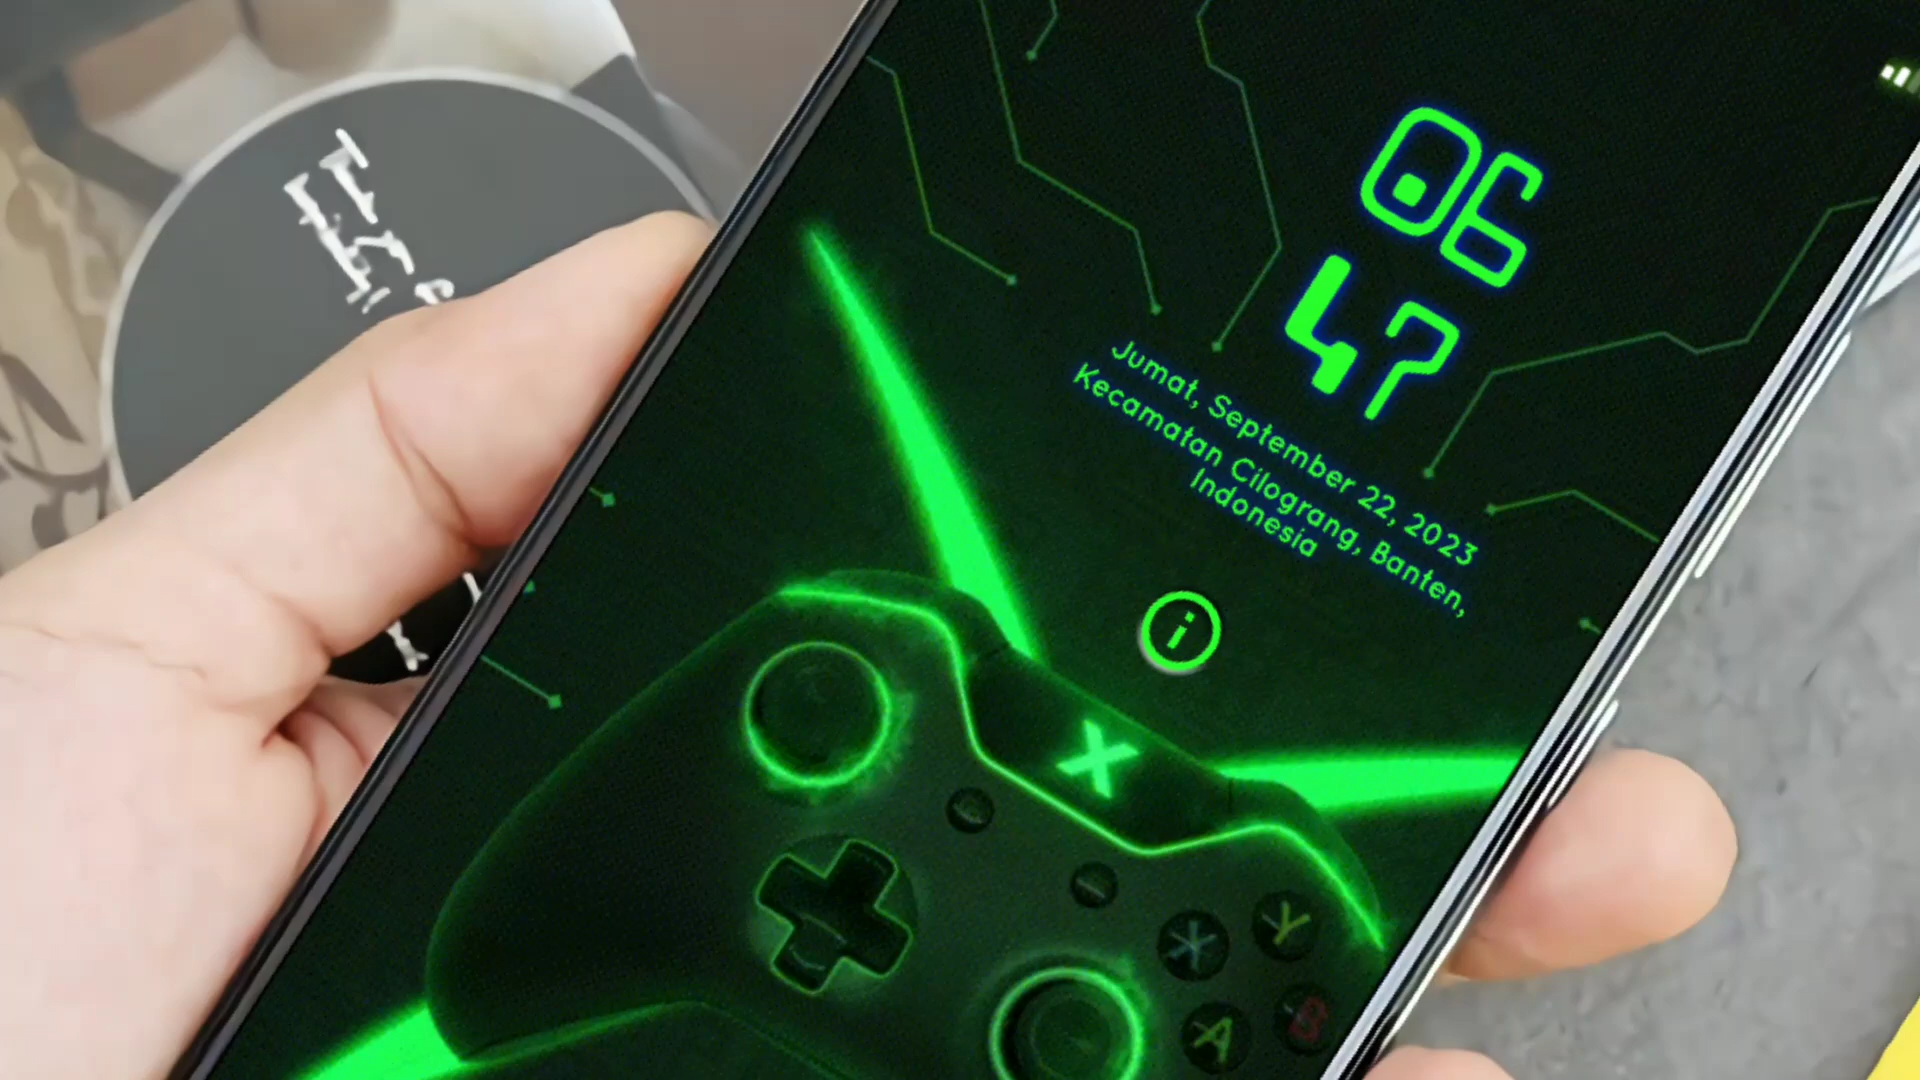 06
47
Jumat, September 22, 2023
Kecamatan Cilograng, Banten,
Indonesia
i
X
Y
X
B
A